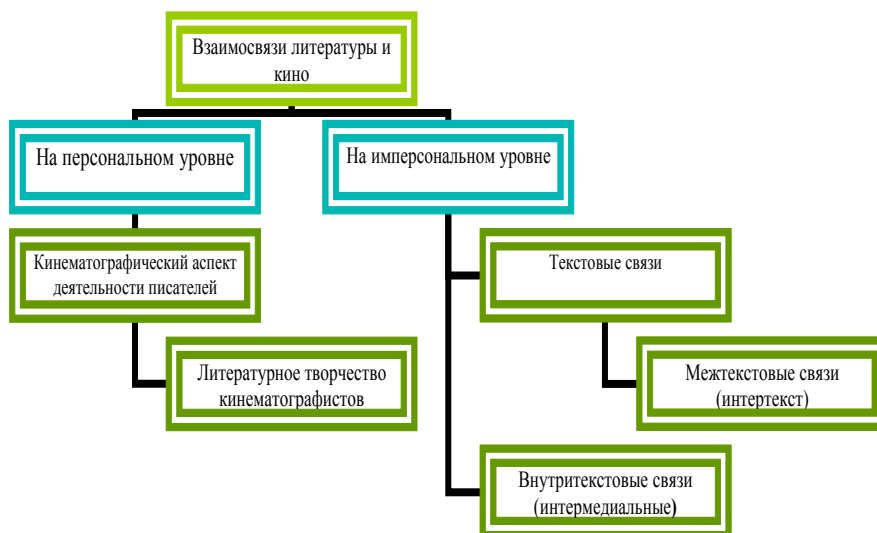 Взаимосвязи литературы и
кино
На персональном уровне
На имперсональном уровне
Кинематографический аспект
деятельности писателей
Текстовые связи
Литературное творчество
кинематографистов
Межтекстовые связи
(интертекст)
Внутритекстовые связи
(интермедиальные)